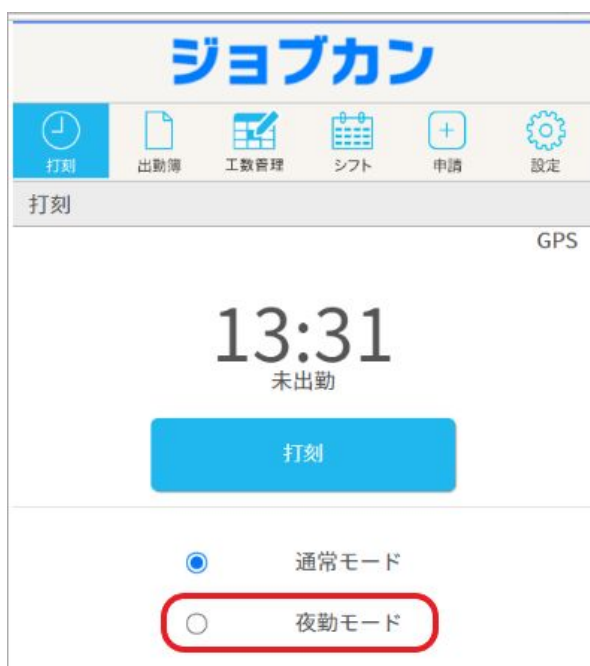 ジョブカン
打刻 出勤簿 工数管理 シフト 申請 設定
打刻
GPS
13:31
未出勤
打刻
通常モード
夜勤モード